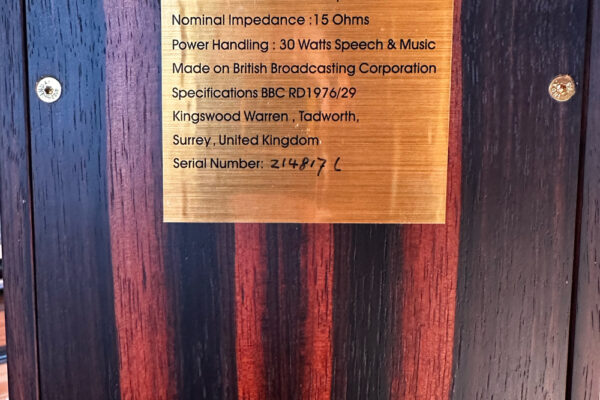 Nominal Impedance :15 Ohms
Power Handling : 30 Watts Speech & Music
Made on British Broadcasting Corporation
Specifications BBC RD1976/29
Kingswood Warren , Tadworth,
Surrey, United Kingdom
Serial Number: 214817 L